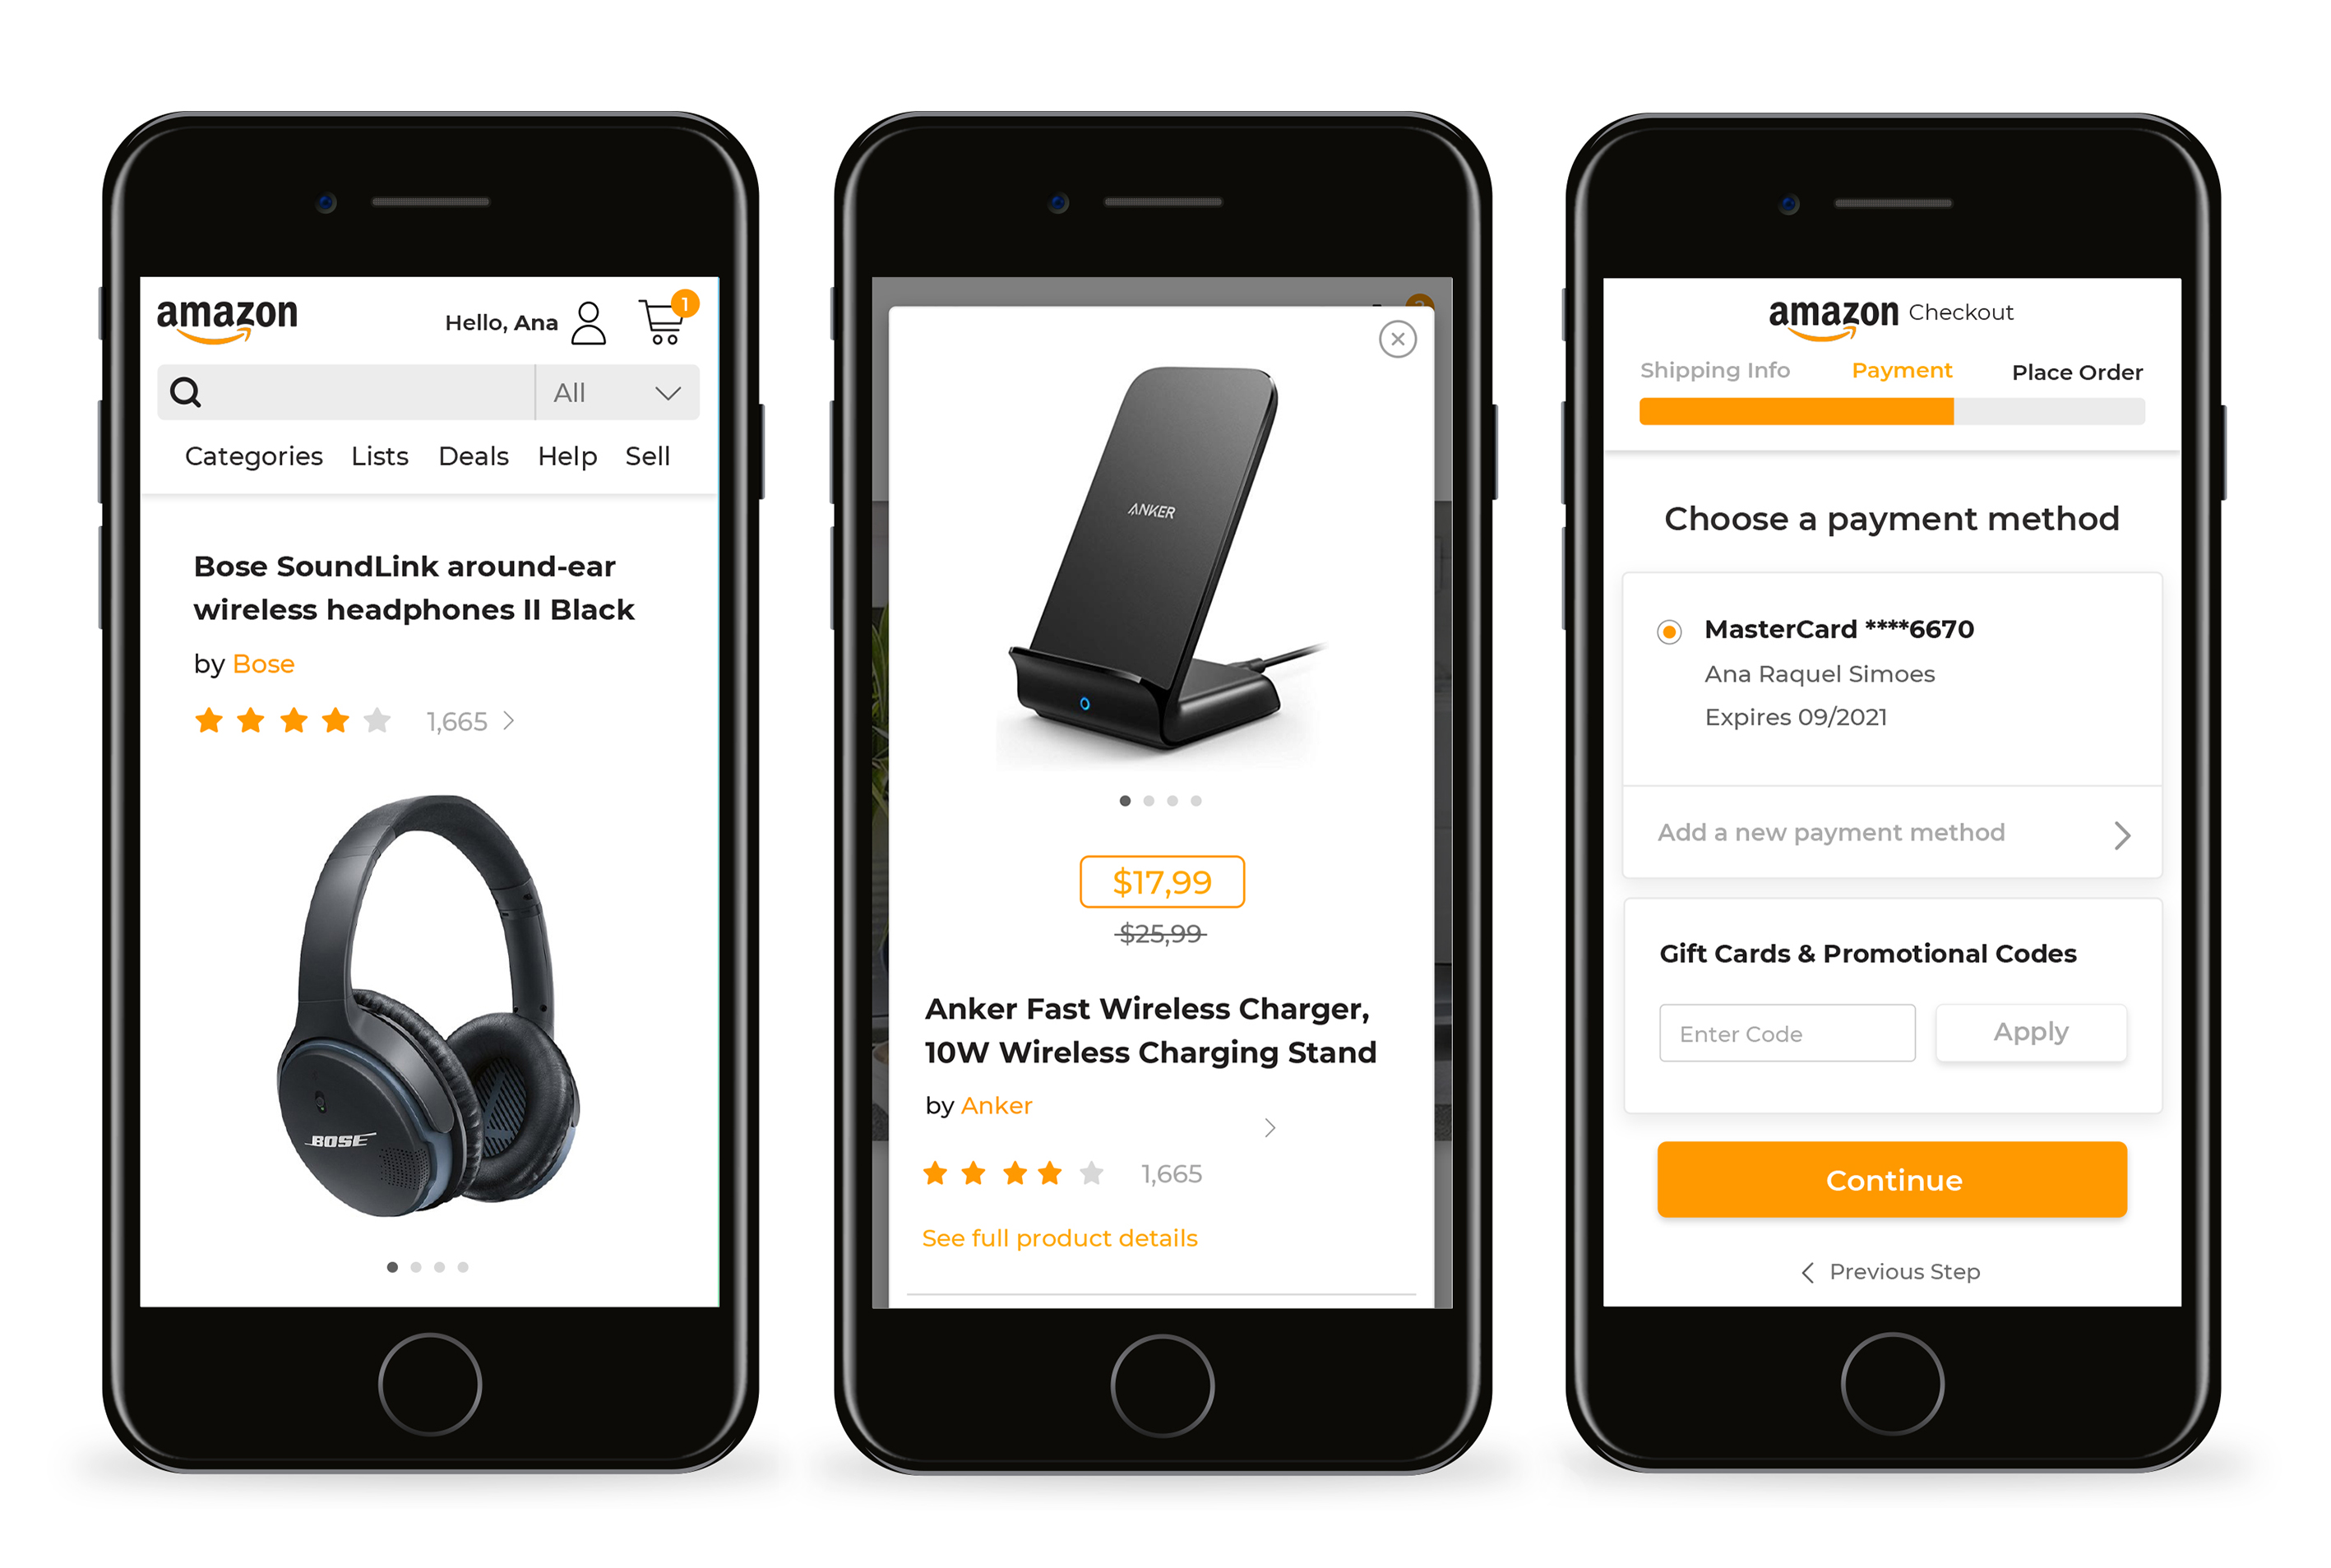 amazon
Hello, Ana
1
All
Categories Lists Deals Help Sell
Bose SoundLink around-ear
wireless headphones II Black
by Bose
1,665
BOSE
ANKER
$17,99
$25,99
Anker Fast Wireless Charger,
10W Wireless Charging Stand
by Anker
1,665
See full product details
amazon Checkout
Shipping Info Payment Place Order
Choose a payment method
MasterCard ****6670
Ana Raquel Simoes
Expires 09/2021
Add a new payment method
Gift Cards & Promotional Codes
Enter Code Apply
Continue
Previous Step